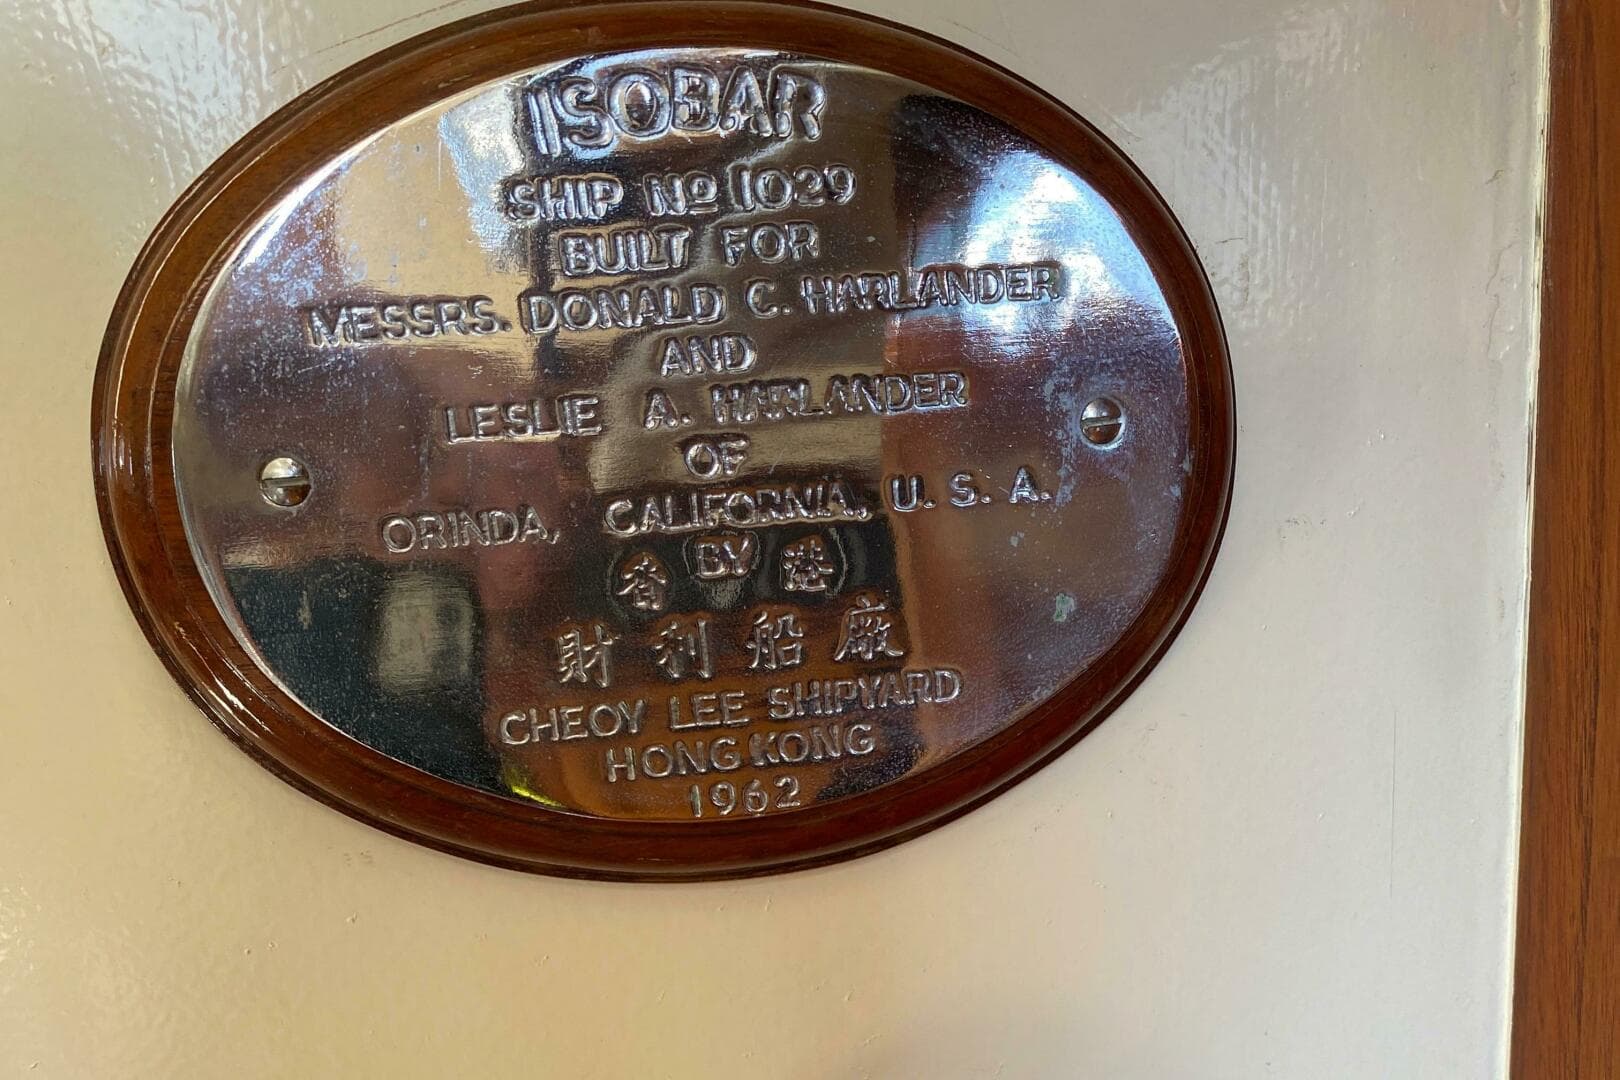 ISOBAR
SHIP No 1029
BUILT FOR
MESSRS. DONALD C. HARLANDER
AND
LESLIE A. HARLANDER
OF
ORINDA, CALIFORNIA, U. S. A.
香 BY 港
財利船廠
CHEOY LEE SHIPYARD
HONG KONG
1962